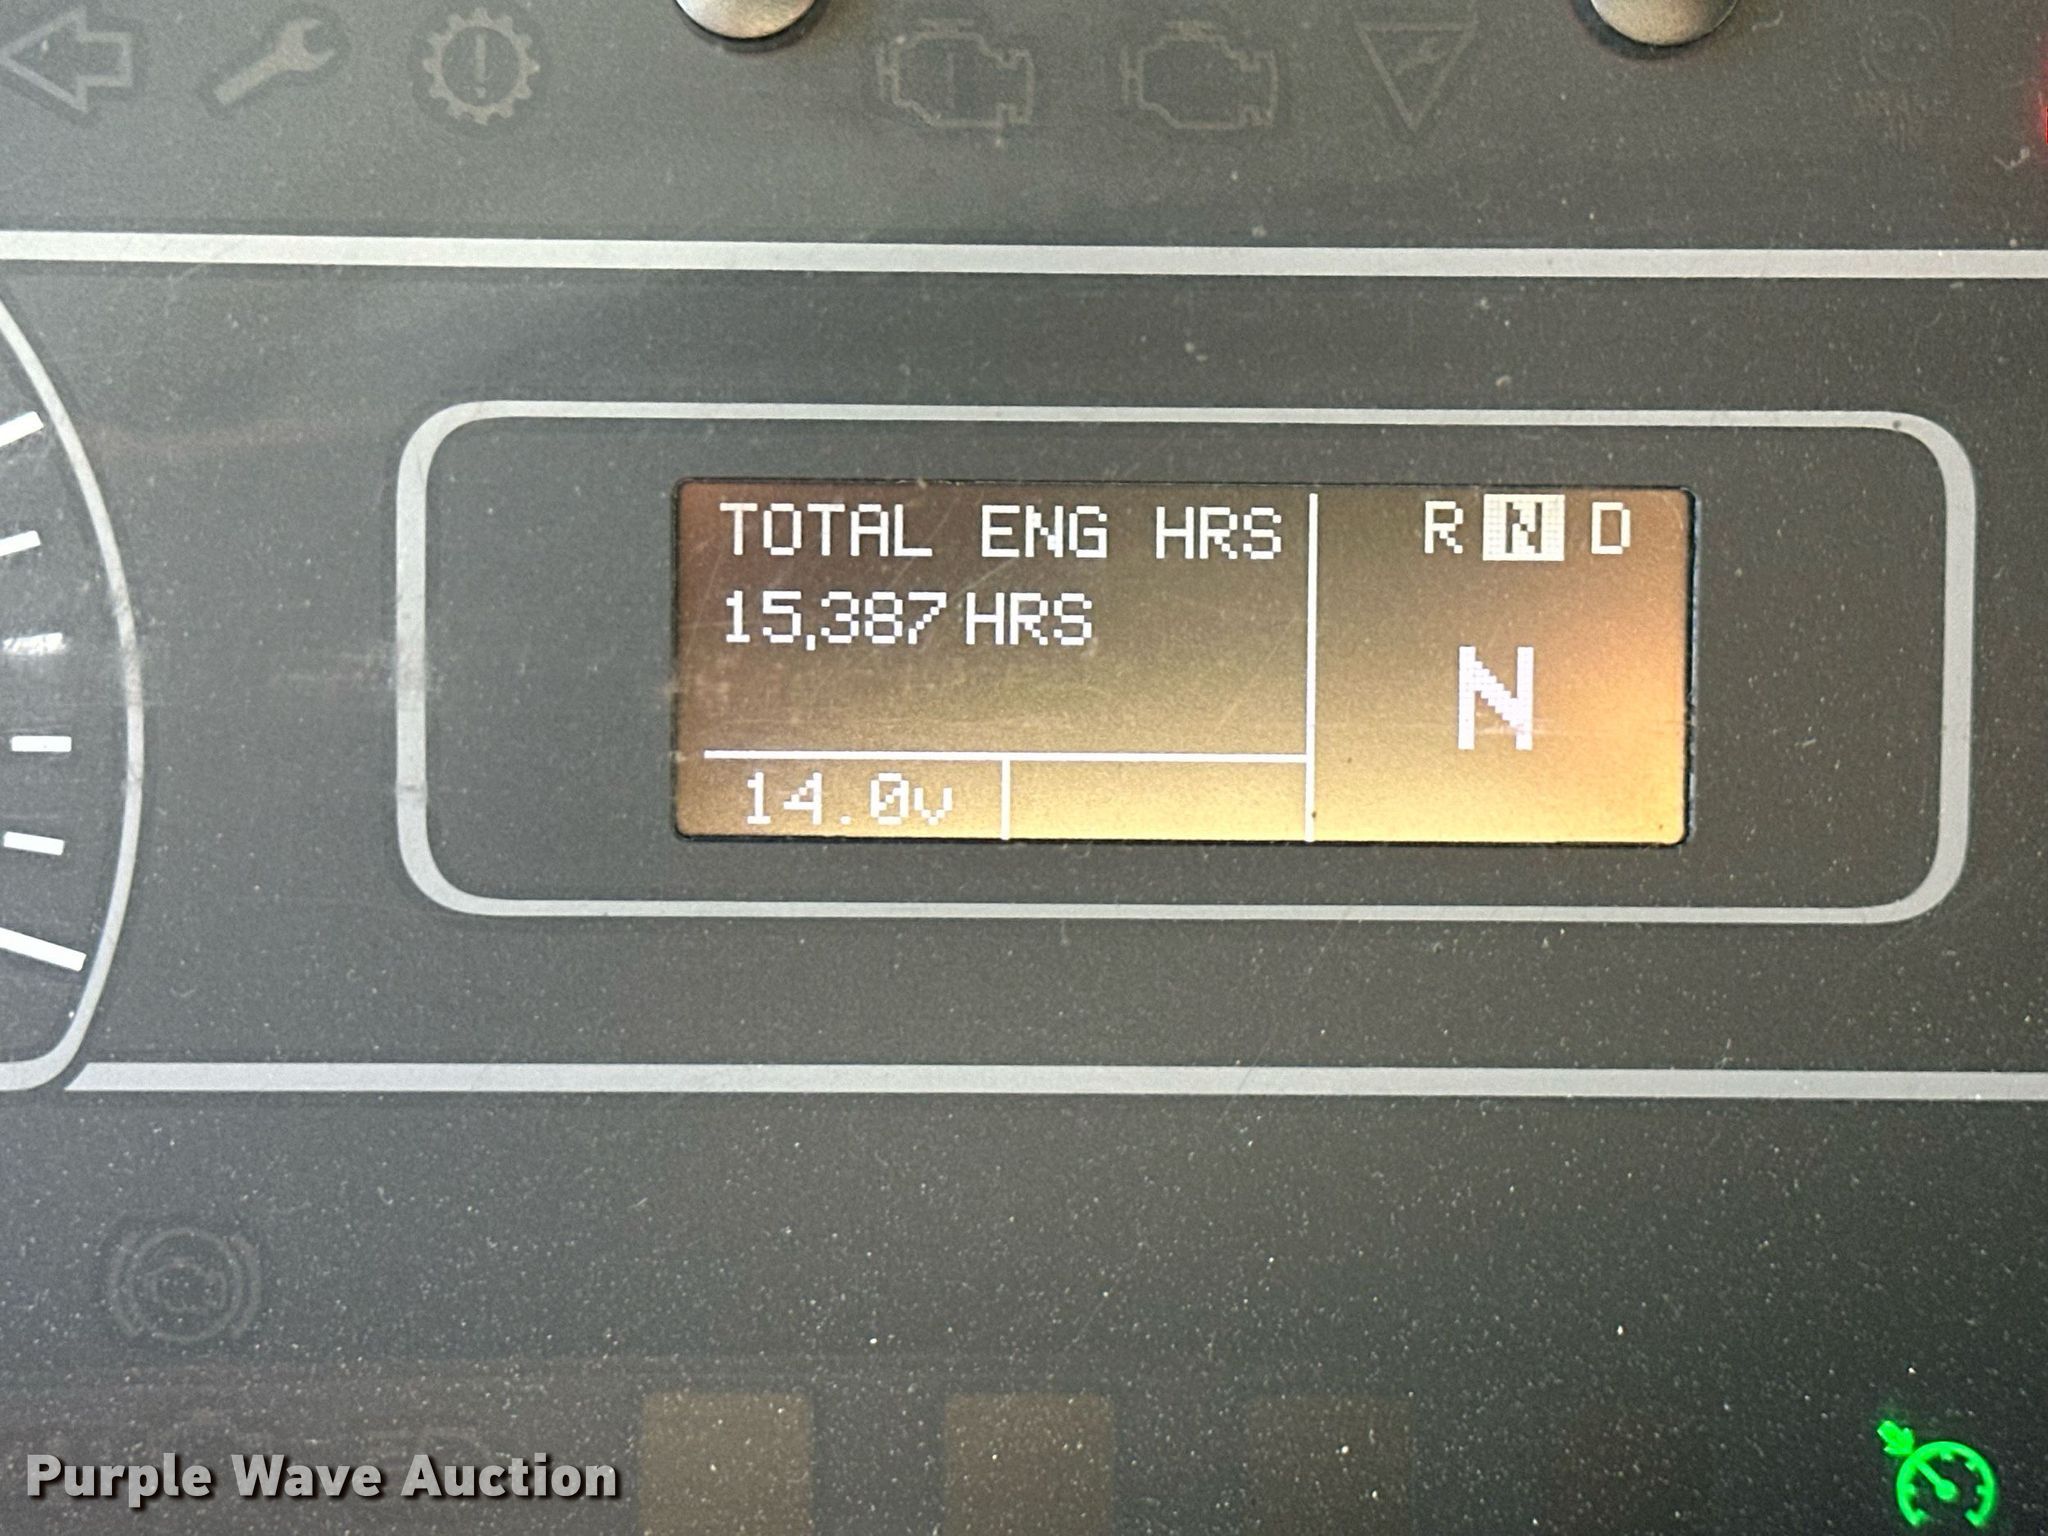 TOTAL ENG HRS
R N D
15,387 HRS
N
14.0v
Purple Wave Auction